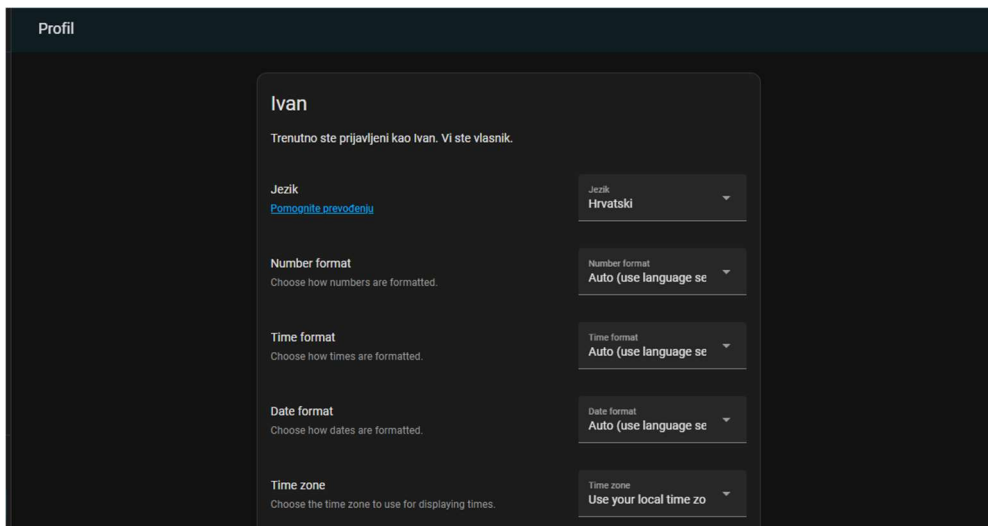 Profil
Ivan
Trenutno ste prijavljeni kao Ivan. Vi ste vlasnik.
Jezik
Pomognite prevođenju
Jezik
Hrvatski
Number format
Choose how numbers are formatted.
Number format
Auto (use language se
Time format
Choose how times are formatted.
Time format
Auto (use language se
Date format
Choose how dates are formatted.
Date format
Auto (use language se
Time zone
Choose the time zone to use for displaying times.
Time zone
Use your local time zo